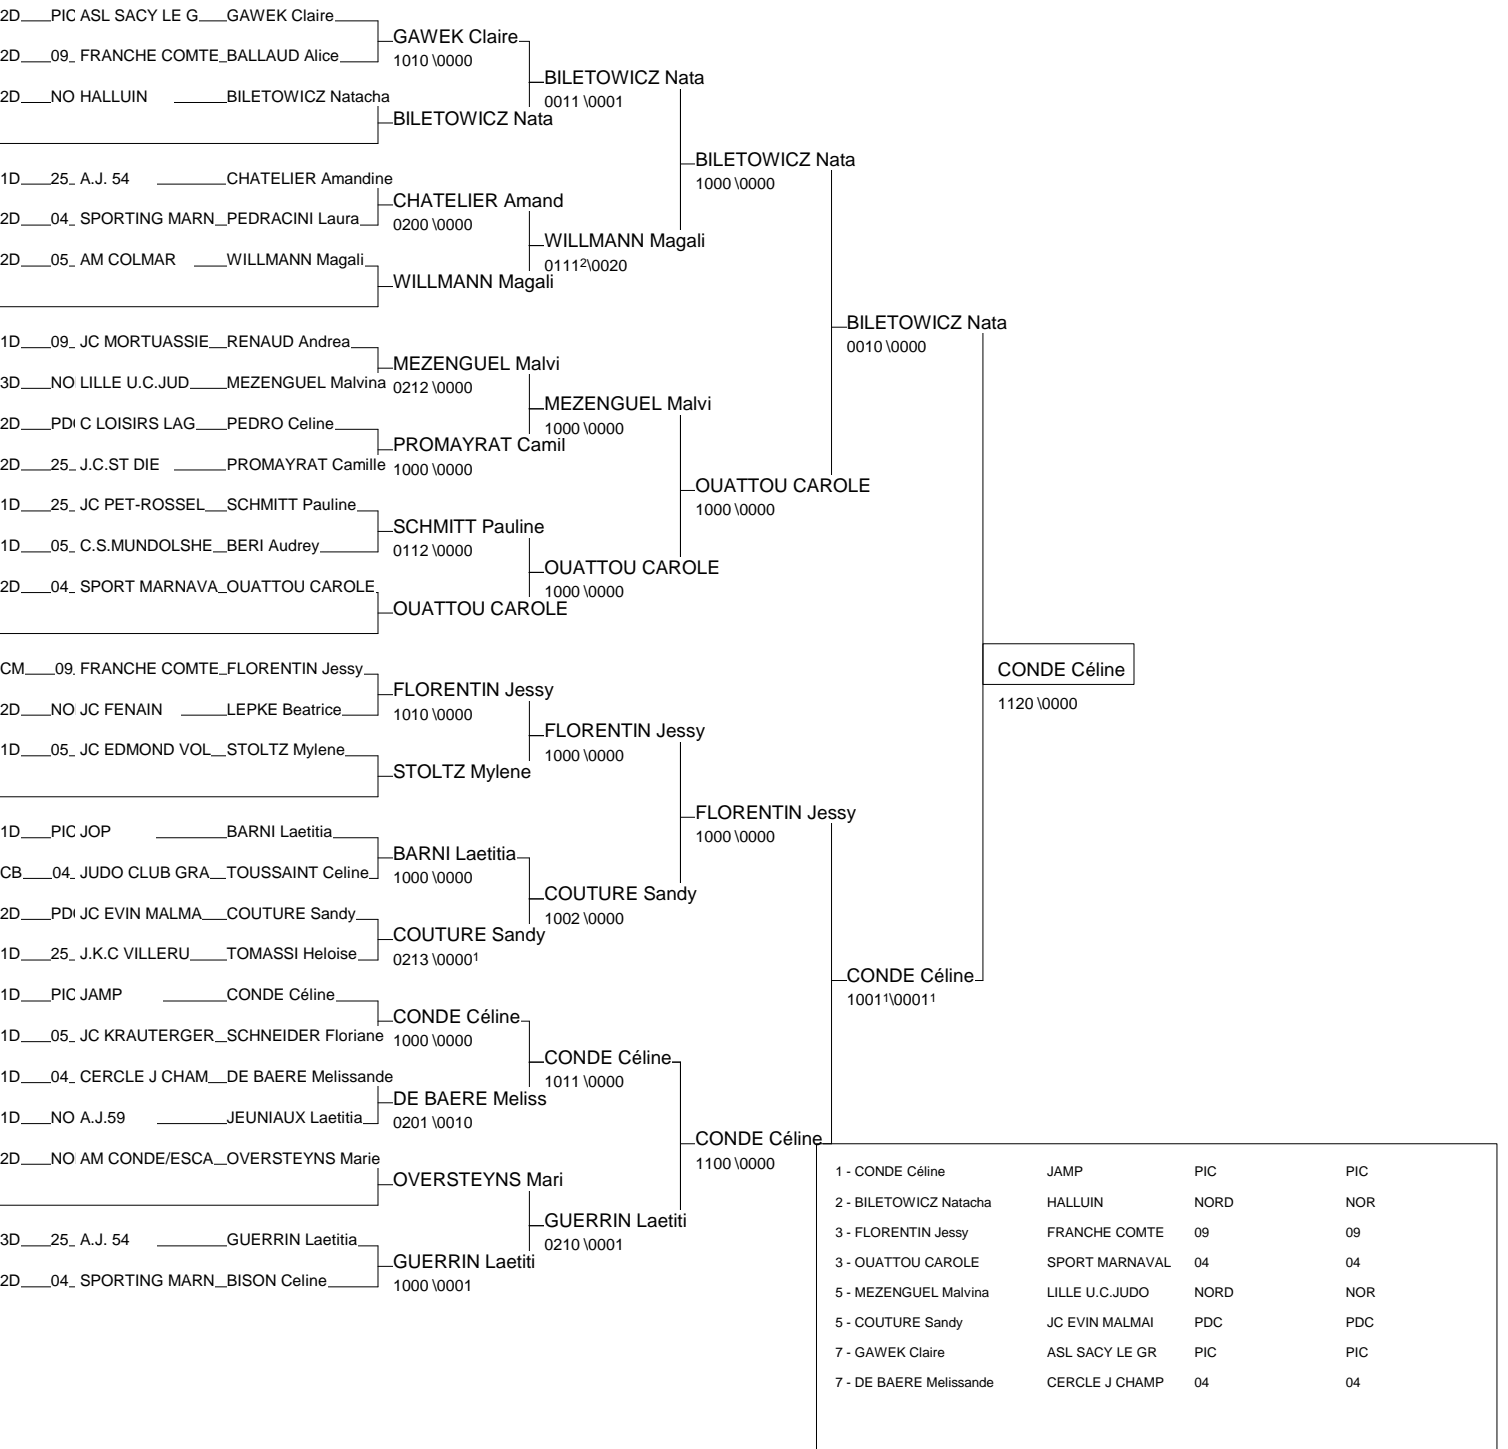 2D PIC ASL SACY LE G GAWEK Claire
GAWEK Claire
1010 \0000
2D 09 FRANCHE COMTE BALLAUD Alice
BILETOWICZ Nata
0011 \0001
2D NO HALLUIN BILETOWICZ Natacha
BILETOWICZ Nata
BILETOWICZ Nata
1000 \0000
1D 25 A.J. 54 CHATELIER Amandine
CHATELIER Amand
0200 \0000
2D 04 SPORTING MARN PEDRACINI Laura
WILLMANN Magali
0111² \0020
2D 05 AM COLMAR WILLMANN Magali
WILLMANN Magali
BILETOWICZ Nata
0010 \0000
1D 09 JC MORTUASSIE RENAUD Andrea
MEZENGUEL Malvi
0212 \0000
3D NO LILLE U.C.JUD MEZENGUEL Malvina
MEZENGUEL Malvi
1000 \0000
2D PD C LOISIRS LAG PEDRO Celine
PROMAYRAT Camil
1000 \0000
2D 25 J.C.ST DIE PROMAYRAT Camille
OUATTOU CAROLE
1000 \0000
1D 25 JC PET-ROSSEL SCHMITT Pauline
SCHMITT Pauline
0112 \0000
1D 05 C.S.MUNDOLSHE BERI Audrey
OUATTOU CAROLE
1000 \0000
2D 04 SPORT MARNAVA OUATTOU CAROLE
OUATTOU CAROLE
CONDE Céline
1120 \0000
CM 09 FRANCHE COMTE FLORENTIN Jessy
FLORENTIN Jessy
1010 \0000
2D NO JC FENAIN LEPKE Beatrice
FLORENTIN Jessy
1000 \0000
1D 05 JC EDMOND VOL STOLTZ Mylene
STOLTZ Mylene
FLORENTIN Jessy
1000 \0000
1D PIC JOP BARNI Laetitia
BARNI Laetitia
1000 \0000
CB 04 JUDO CLUB GRA TOUSSAINT Celine
COUTURE Sandy
1002 \0000
2D PD JC EVIN MALMA COUTURE Sandy
COUTURE Sandy
0213 \0000¹
1D 25 J.K.C VILLERU TOMASSI Heloise
CONDE Céline
1001¹ \0001¹
1D PIC JAMP CONDE Céline
CONDE Céline
1000 \0000
1D 05 JC KRAUTERGER SCHNEIDER Floriane
CONDE Céline
1011 \0000
1D 04 CERCLE J CHAM DE BAERE Melissande
DE BAERE Meliss
0201 \0010
1D NO A.J.59 JEUNIAUX Laetitia
CONDE Céline
1100 \0000
2D NO AM CONDE/ESCA OVERSTEYNS Marie
OVERSTEYNS Mari
GUERRIN Laetiti
0210 \0001
3D 25 A.J. 54 GUERRIN Laetitia
GUERRIN Laetiti
1000 \0001
2D 04 SPORTING MARN BISON Celine
1 - CONDE Céline JAMP PIC PIC
2 - BILETOWICZ Natacha HALLUIN NORD NOR
3 - FLORENTIN Jessy FRANCHE COMTE 09 09
3 - OUATTOU CAROLE SPORT MARNAVAL 04 04
5 - MEZENGUEL Malvina LILLE U.C.JUDO NORD NOR
5 - COUTURE Sandy JC EVIN MALMAI PDC PDC
7 - GAWEK Claire ASL SACY LE GR PIC PIC
7 - DE BAERE Melissande CERCLE J CHAMP 04 04